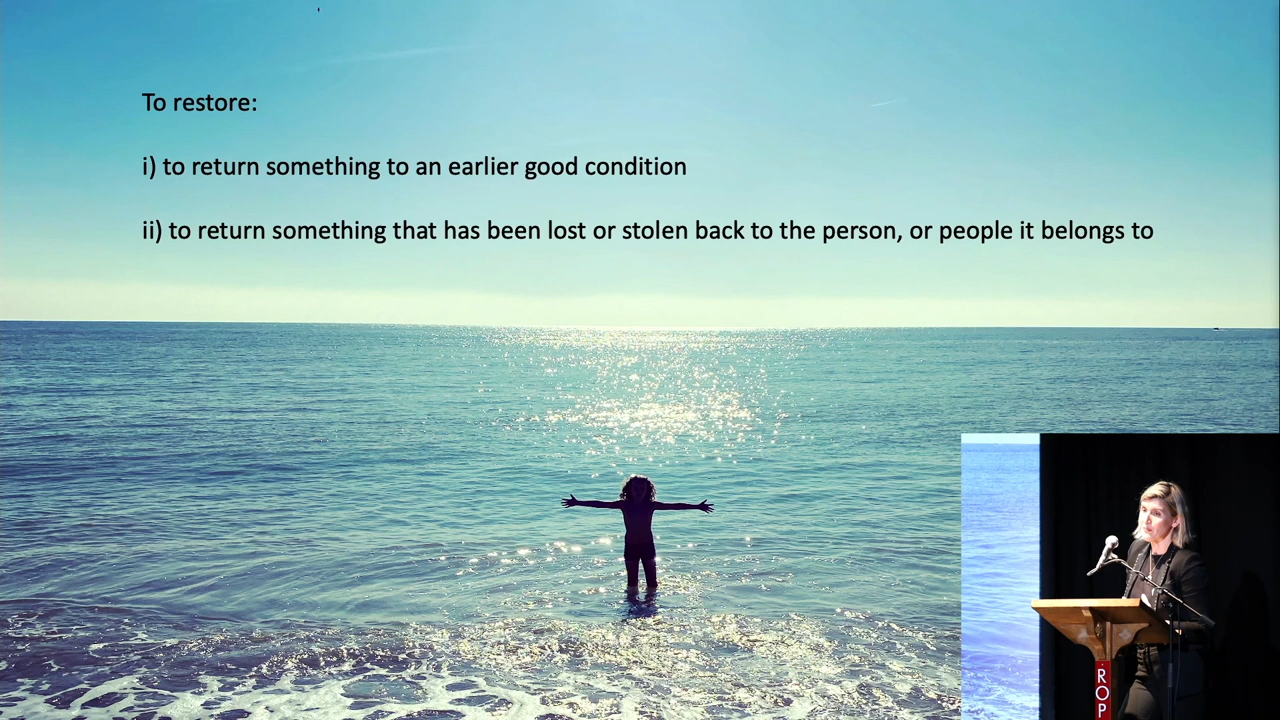 To restore:
i) to return something to an earlier good condition
ii) to return something that has been lost or stolen back to the person, or people it belongs to
ROP